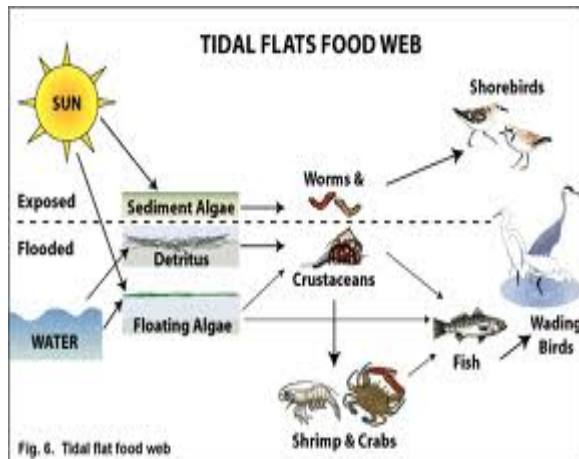 TIDAL FLATS FOOD WEB
SUN
Shorebirds
Worms &
Exposed
Sediment Algae
Flooded
Detritus
Crustaceans
WATER
Floating Algae
Fish
Wading
Birds
Shrimp & Crabs
Fig. 6. Tidal flat food web